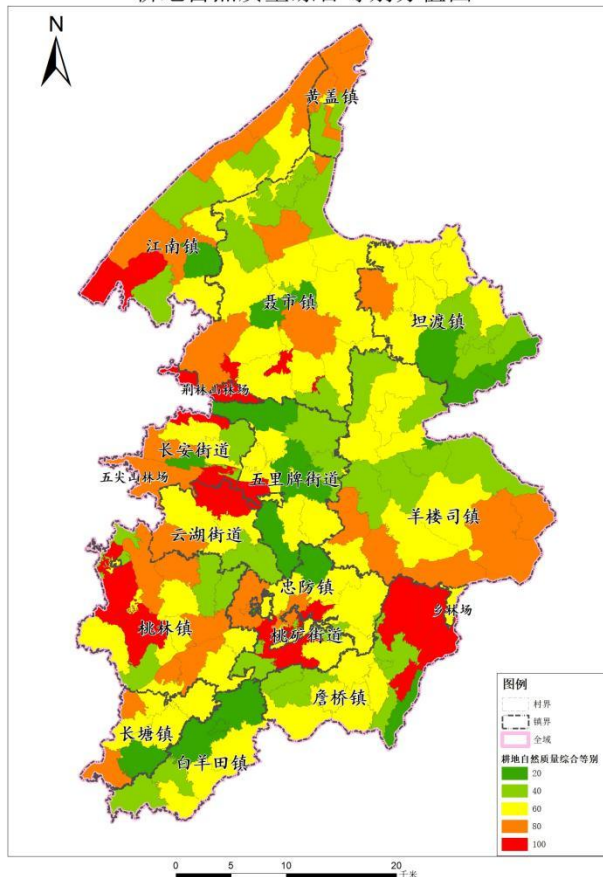 N
黄盖镇
江南镇
聂市镇
坦渡镇
荆林山林场
长安街道
五里牌街道
五尖山林场
羊楼司镇
云湖街道
忠防镇
乡林场
桃林镇
桃矿街道
詹桥镇
长塘镇
白羊田镇
图例
村界
镇界
全域
耕地自然质量综合等别
20
40
60
80
100
0 5 10 20
千米